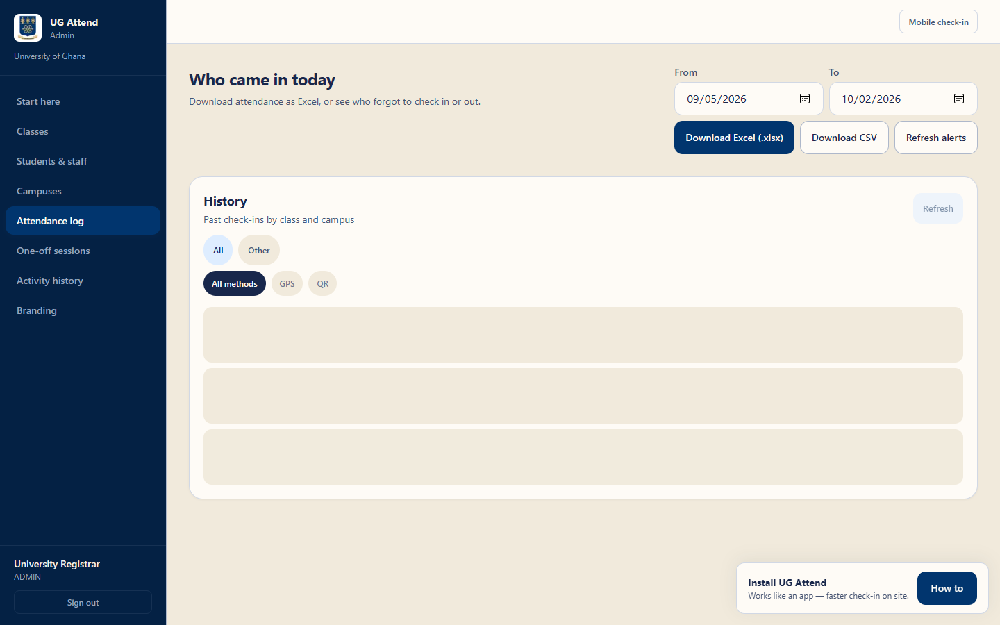 UG Attend
Admin
University of Ghana
Start here
Classes
Students & staff
Campuses
Attendance log
One-off sessions
Activity history
Branding
University Registrar
ADMIN
Sign out
Mobile check-in
Who came in today
Download attendance as Excel, or see who forgot to check in or out.
From
To
09/05/2026
10/02/2026
Download Excel (.xlsx)
Download CSV
Refresh alerts
History
Past check-ins by class and campus
Refresh
All
Other
All methods
GPS
QR
Install UG Attend
Works like an app — faster check-in on site.
How to